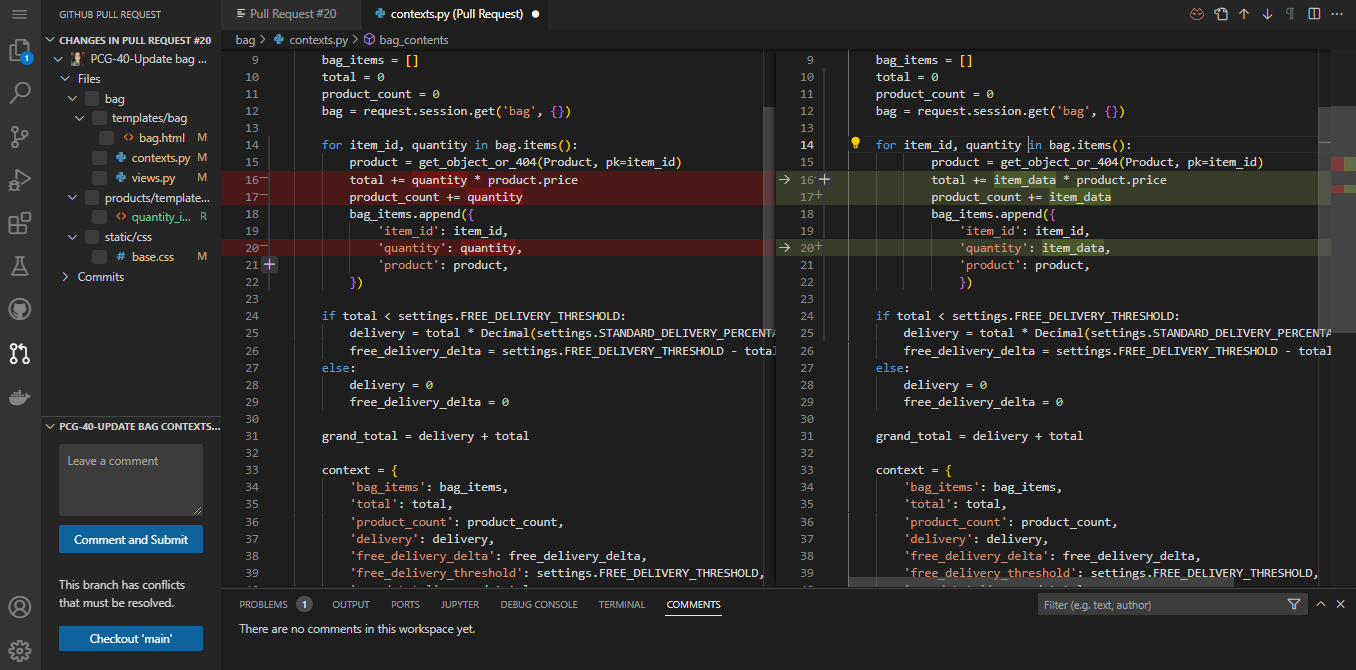 GITHUB PULL REQUEST
CHANGES IN PULL REQUEST #20
PCG-40-Update bag ...
Files
bag
templates/bag
bag.html M
contexts.py M
views.py M
products/template...
quantity_i... R
static/css
base.css M
Commits
PCG-40-UPDATE BAG CONTEXTS...
Leave a comment
Comment and Submit
This branch has conflicts
that must be resolved.
Checkout 'main'
1
Pull Request #20
contexts.py (Pull Request)
bag > contexts.py > bag_contents
9 bag_items = []
10 total = 0
11 product_count = 0
12 bag = request.session.get('bag', {})
13
14 for item_id, quantity in bag.items():
15 product = get_object_or_404(Product, pk=item_id)
16 total += quantity * product.price
17 product_count += quantity
18 bag_items.append({
19 'item_id': item_id,
20 'quantity': quantity,
21 'product': product,
22 })
23
24 if total < settings.FREE_DELIVERY_THRESHOLD:
25 delivery = total * Decimal(settings.STANDARD_DELIVERY_PERCENTA
26 free_delivery_delta = settings.FREE_DELIVERY_THRESHOLD - total
27 else:
28 delivery = 0
29 free_delivery_delta = 0
30
31 grand_total = delivery + total
32
33 context = {
34 'bag_items': bag_items,
35 'total': total,
36 'product_count': product_count,
37 'delivery': delivery,
38 'free_delivery_delta': free_delivery_delta,
39 'free_delivery_threshold': settings.FREE_DELIVERY_THRESHOLD,
9 bag_items = []
10 total = 0
11 product_count = 0
12 bag = request.session.get('bag', {})
13
14 for item_id, quantity in bag.items():
15 product = get_object_or_404(Product, pk=item_id)
16 total += item_data * product.price
17 product_count += item_data
18 bag_items.append({
19 'item_id': item_id,
20 'quantity': item_data,
21 'product': product,
22 })
23
24 if total < settings.FREE_DELIVERY_THRESHOLD:
25 delivery = total * Decimal(settings.STANDARD_DELIVERY_PERCENTA
26 free_delivery_delta = settings.FREE_DELIVERY_THRESHOLD - total
27 else:
28 delivery = 0
29 free_delivery_delta = 0
30
31 grand_total = delivery + total
32
33 context = {
34 'bag_items': bag_items,
35 'total': total,
36 'product_count': product_count,
37 'delivery': delivery,
38 'free_delivery_delta': free_delivery_delta,
39 'free_delivery_threshold': settings.FREE_DELIVERY_THRESHOLD,
PROBLEMS 1 OUTPUT PORTS JUPYTER DEBUG CONSOLE TERMINAL COMMENTS
Filter (e.g. text, author)
There are no comments in this workspace yet.